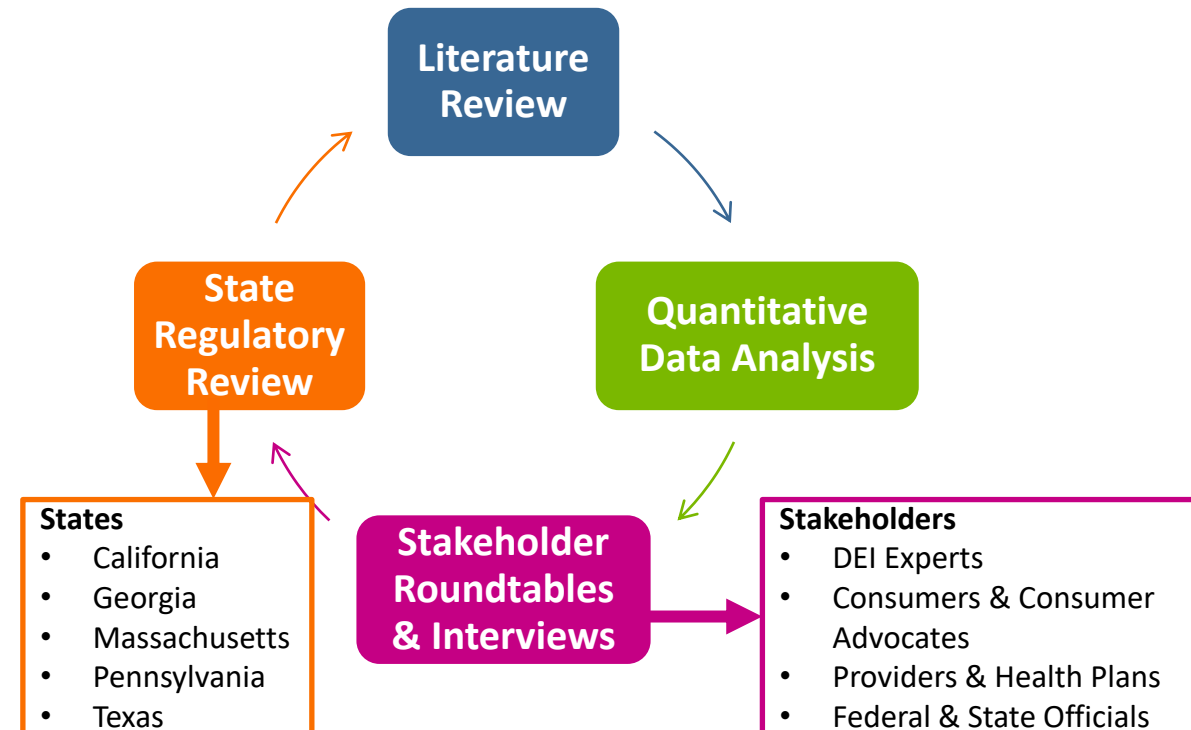 Literature
Review
State
Regulatory
Review
Quantitative
Data Analysis
Stakeholder
Roundtables
& Interviews
States
• California
• Georgia
• Massachusetts
• Pennsylvania
• Texas
Stakeholders
• DEI Experts
• Consumers & Consumer
Advocates
• Providers & Health Plans
• Federal & State Officials